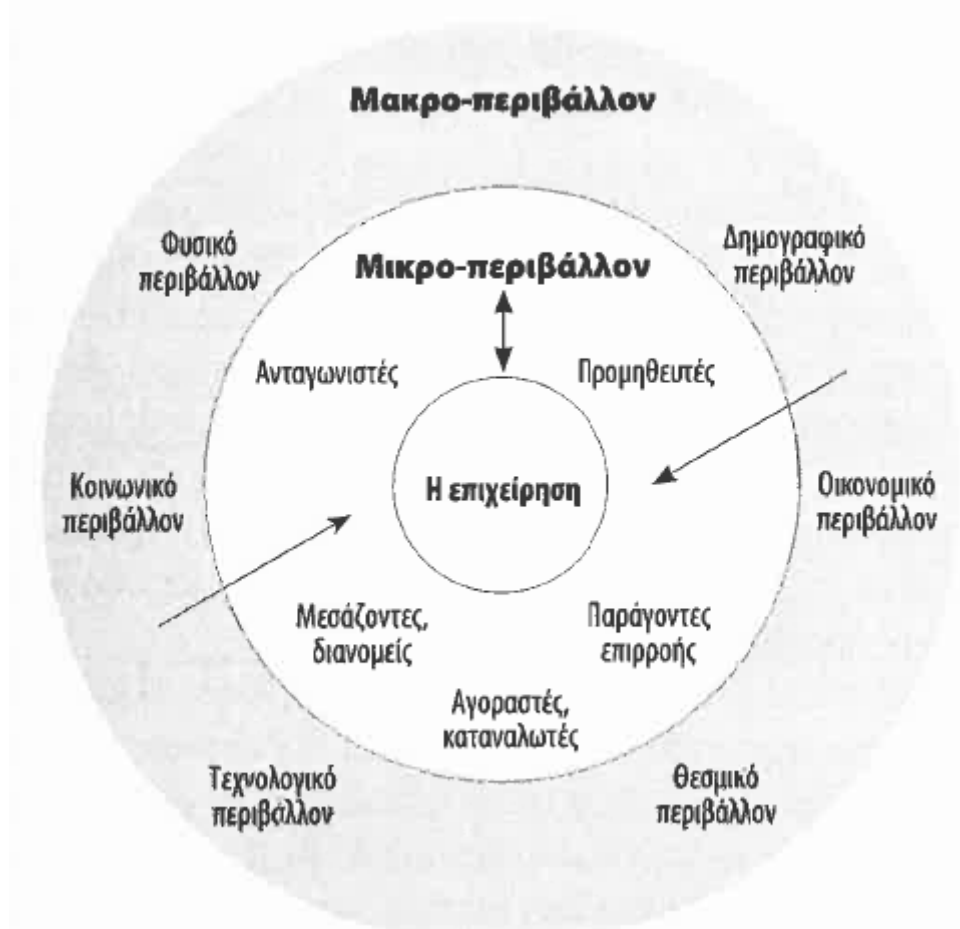 Μακρο-περιβάλλον
Φυσικό
περιβάλλον
Δημογραφικό
περιβάλλον
Μικρο-περιβάλλον
Ανταγωνιστές
Προμηθευτές
Κοινωνικό
περιβάλλον
Η επιχείρηση
Οικονομικό
περιβάλλον
Μεσάζοντες,
διανομείς
Παράγοντες
επιρροής
Αγοραστές,
καταναλωτές
Τεχνολογικό
περιβάλλον
Θεσμικό
περιβάλλον